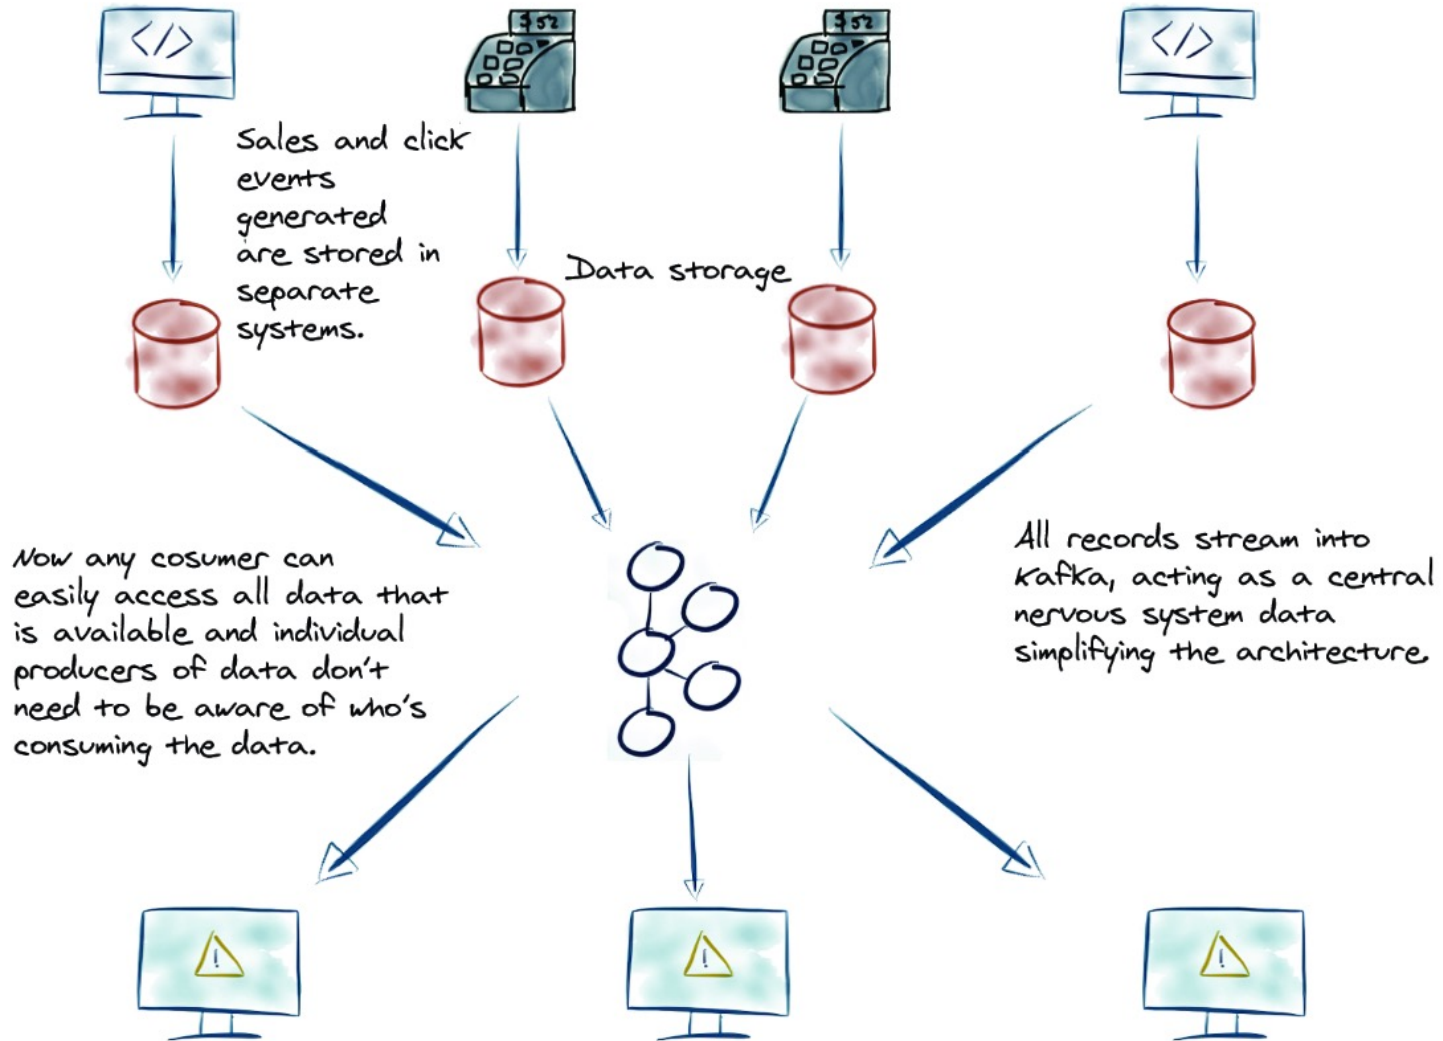 </>
$52
$52
</>
Sales and click
events
generated
are stored in
separate
systems.
Data storage
Now any cosumer can
easily access all data that
is available and individual
producers of data don't
need to be aware of who's
consuming the data.
All records stream into
Kafka, acting as a central
nervous system data
simplifying the architecture.
!
!
!